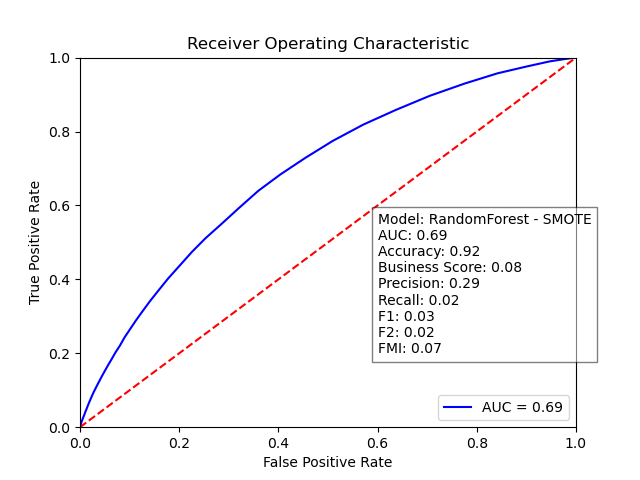 Receiver Operating Characteristic
True Positive Rate
1.0
0.8
0.6
0.4
0.2
0.0
Model: RandomForest - SMOTE
AUC: 0.69
Accuracy: 0.92
Business Score: 0.08
Precision: 0.29
Recall: 0.02
F1: 0.03
F2: 0.02
FMI: 0.07
AUC = 0.69
0.0 0.2 0.4 0.6 0.8 1.0
False Positive Rate